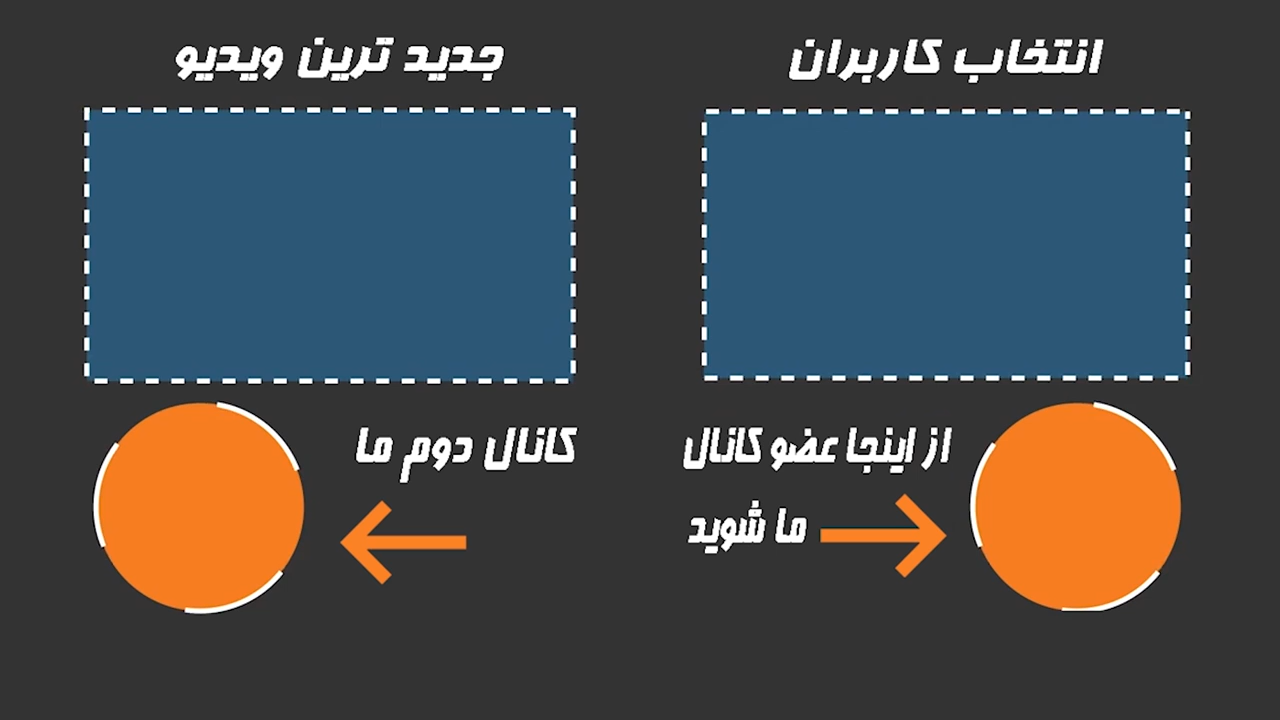 انتخاب کاربران
جدید ترین ویدیو
از اینجا عضو کانال
ما شوید
کانال دوم ما